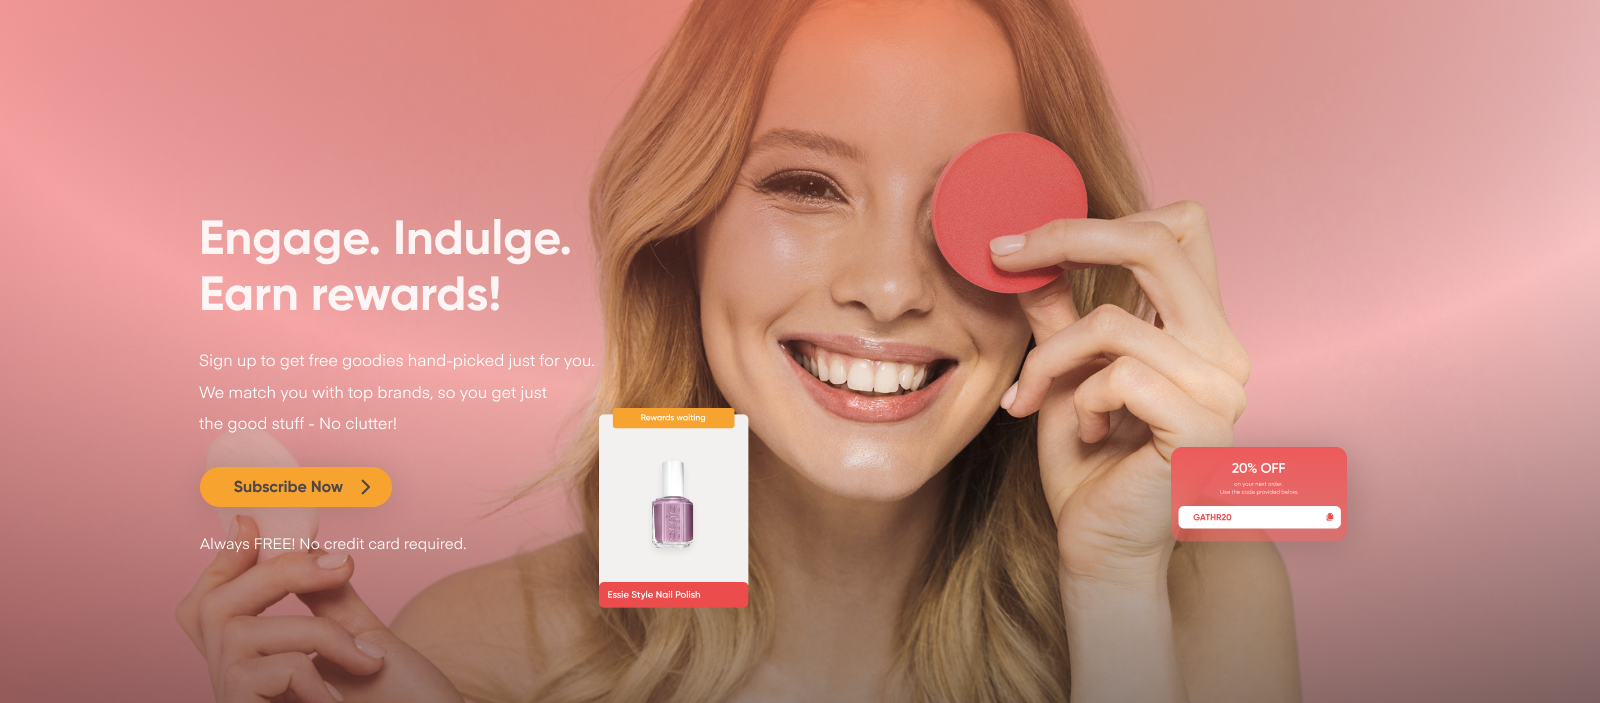 Engage. Indulge.
Earn rewards!
Sign up to get free goodies hand-picked just for you.
We match you with top brands, so you get just
the good stuff - No clutter!
Subscribe Now
Always FREE! No credit card required.
Rewards waiting
essie
Essie Style Nail Polish
20% OFF
on your next order.
Use the code provided below.
GATHR20